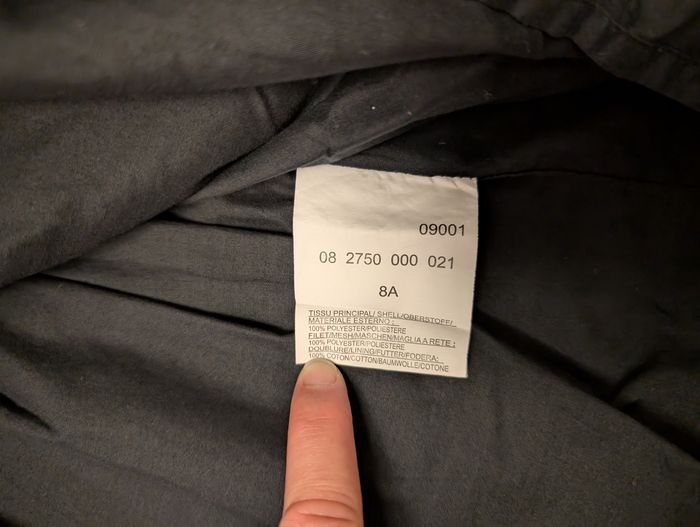 09001
08 2750 000 021
8A
TISSU PRINCIPAL/ SHELL/OBERSTOFF/
MATERIALE ESTERNO :
100% POLYESTER/POLIESTERE
FILET/MESH/MASCHEN/MAGLIA A RETE :
100% POLYESTER/POLIESTERE
DOUBLURE/LINING/FUTTER/FODERA:
100% COTON/COTTON/BAUMWOLLE/COTONE